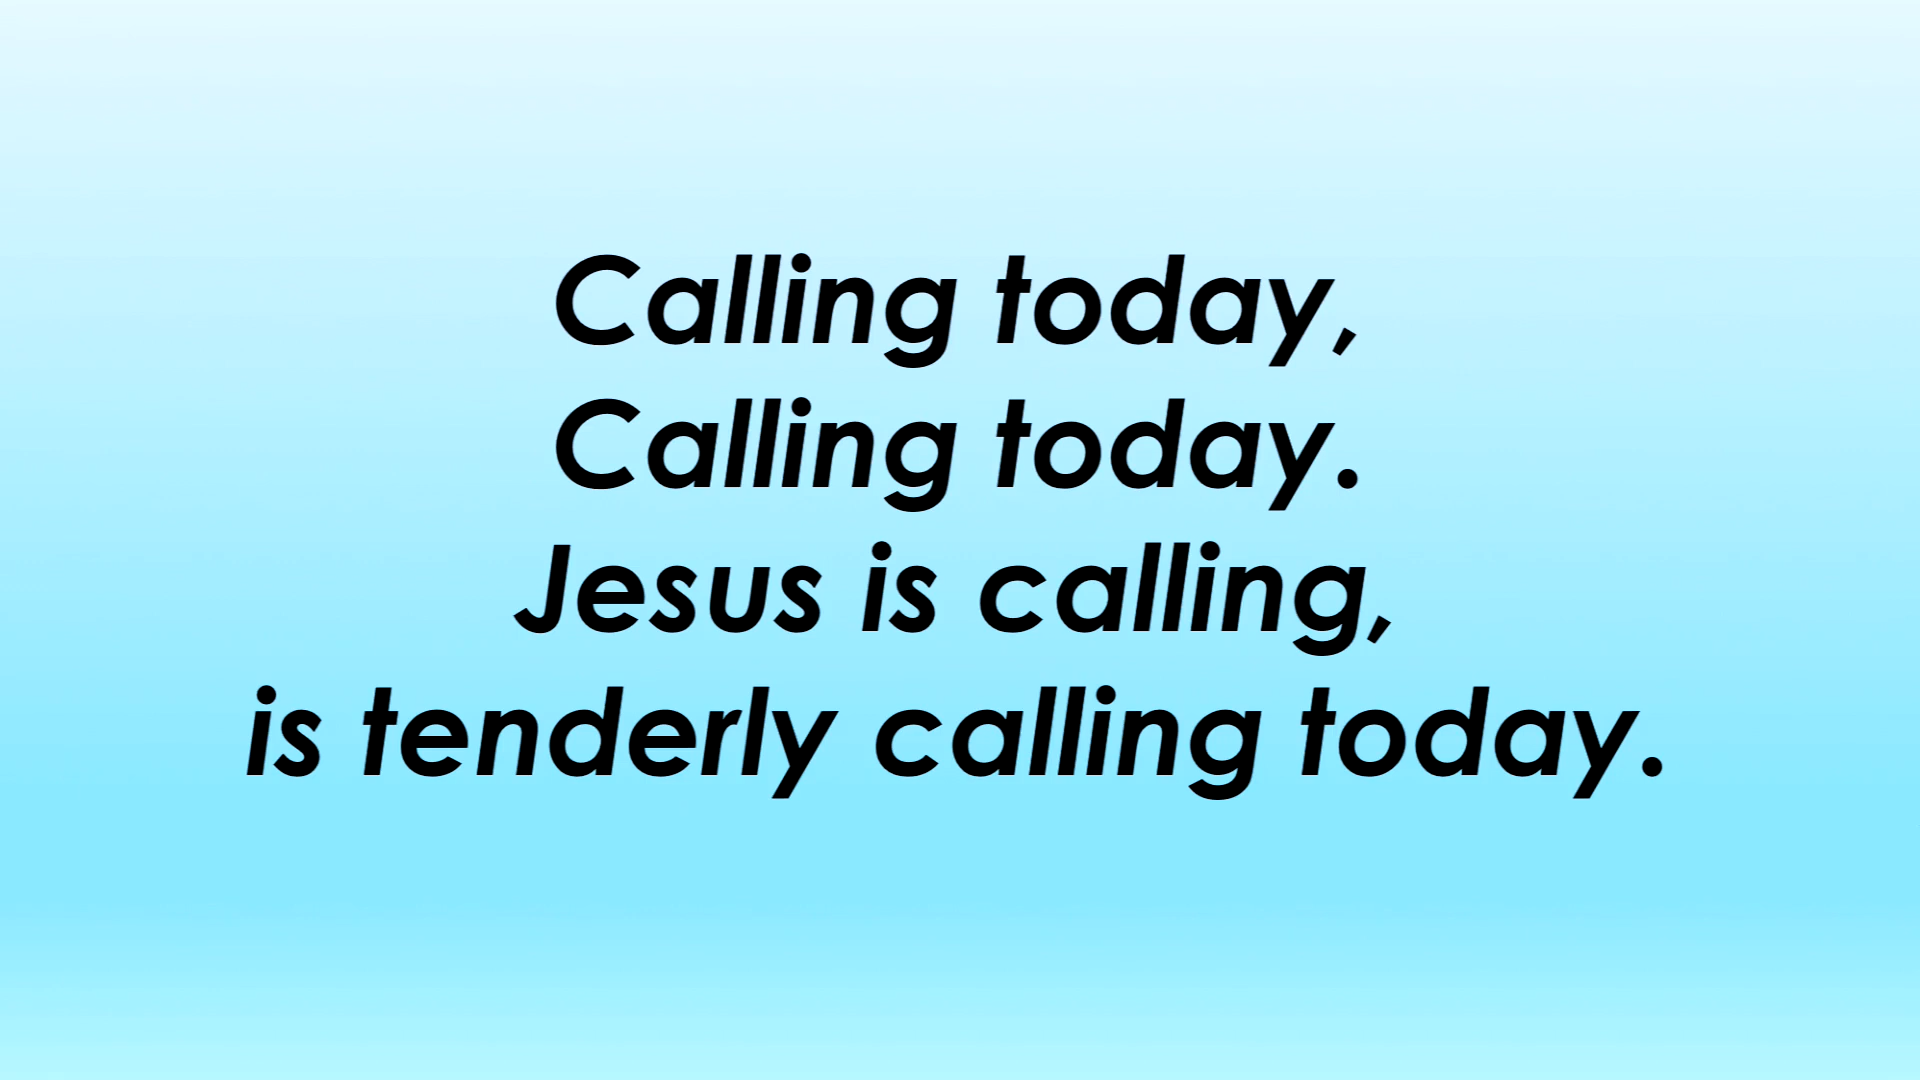 Calling today,
Calling today.
Jesus is calling,
is tenderly calling today.